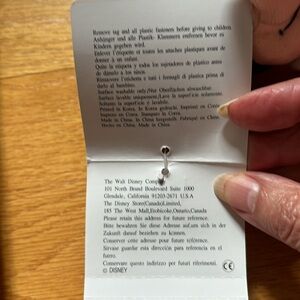 Remove tag and all plastic fasteners before giving to children.
Anhänger und alle Plastik- Klammern entfernen bevor es
Kindern gegeben wird.
Enlever l'étiquette et toutes les attaches plastiques avant de
donner à un enfant.
Quite la etiqueta y todos los sujetadores de plástico antes
de dárselo a los niños.
Rimuovere l'etichetta e tutti i fermagli di plastica prima di
darlo al bambino.
Surface washable only./Nur Oberflächen abwaschbar.
Surface lavable uniquement./Lave solamente la superficie.
Solo la superficie è lavabile.
Printed in Korea. In Korea gedruckt. Imprimé en Corée.
Impreso en Corea. Stampato in Corea.
Made in China. In China hergestellt. Fabriqué en Chine.
Hecho en China. Made in China.
The Walt Disney Company
101 North Brand Boulevard Suite 1000
Glendale, California 91203-2671 U.S.A
The Disney Store(Canada)Limited,
185 The West Mall,Etobicoke,Ontario,Canada
Please retain this address for future reference.
Bitte bewahren Sie diese Adresse auf,um sich in der
Zukunft darauf beziehen zu können.
Conserver cette adresse pour future référence.
Sirvase guardar esta dirección para referencia en el
futuro.
Conservare questo indirizzo per futuri riferimenti.
© DISNEY
CE